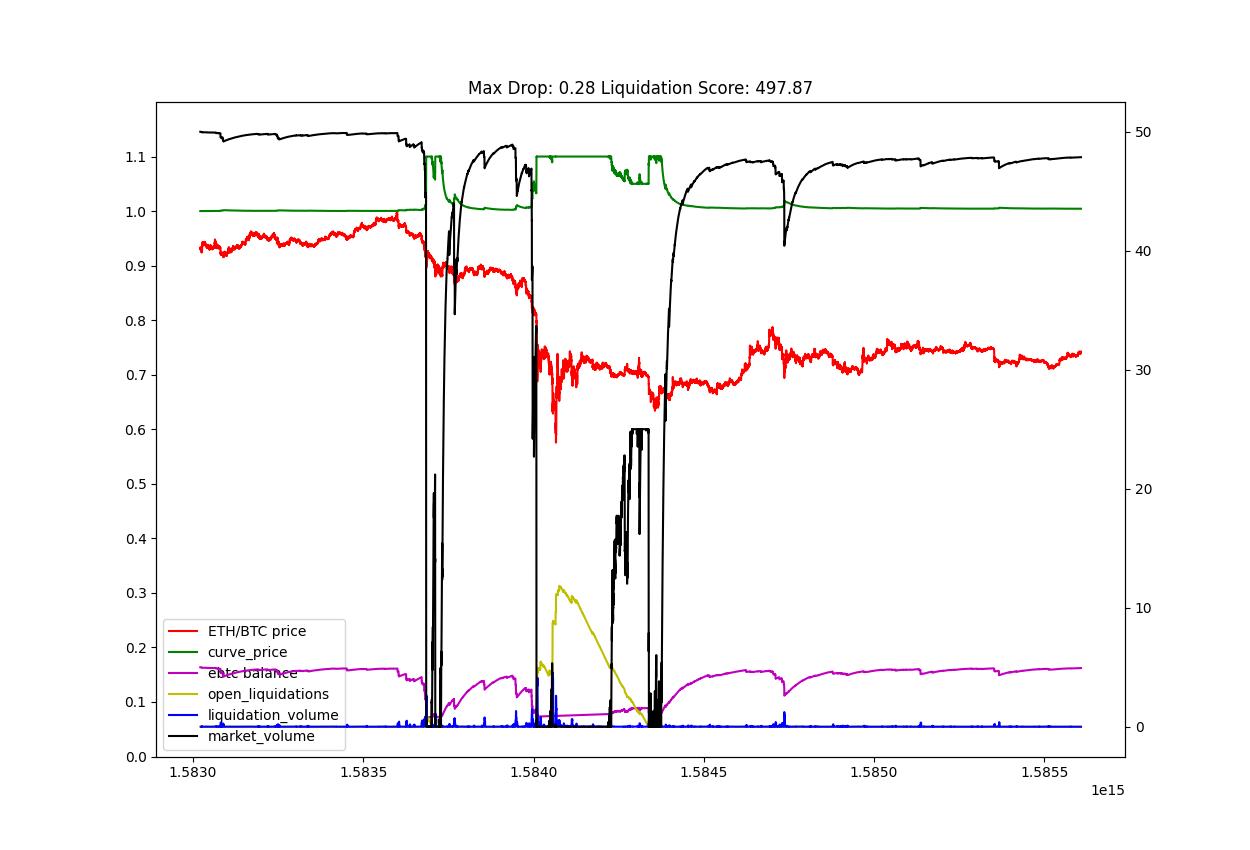 Max Drop: 0.28 Liquidation Score: 497.87
1.1
1.0
0.9
0.8
0.7
0.6
0.5
0.4
0.3
0.2
0.1
0.0
50
40
30
20
10
0
ETH/BTC price
curve_price
ebtc balance
open_liquidations
liquidation_volume
market_volume
1.5830 1.5835 1.5840 1.5845 1.5850 1.5855
1e15